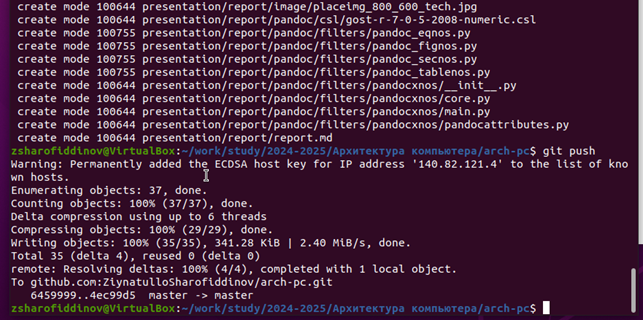 create mode 100644 presentation/report/image/placeimg_800_600_tech.jpg
create mode 100644 presentation/report/pandoc/csl/gost-r-7-0-5-2008-numeric.csl
create mode 100755 presentation/report/pandoc/filters/pandoc_eqnos.py
create mode 100755 presentation/report/pandoc/filters/pandoc_fignos.py
create mode 100755 presentation/report/pandoc/filters/pandoc_secnos.py
create mode 100755 presentation/report/pandoc/filters/pandoc_tablenos.py
create mode 100644 presentation/report/pandoc/filters/pandocxnos/__init__.py
create mode 100644 presentation/report/pandoc/filters/pandocxnos/core.py
create mode 100644 presentation/report/pandoc/filters/pandocxnos/main.py
create mode 100644 presentation/report/pandoc/filters/pandocxnos/pandocattributes.py
create mode 100644 presentation/report/report.md
zsharofiddinov@VirtualBox:~/work/study/2024-2025/Архитектура компьютера/arch-pc$ git push
Warning: Permanently added the ECDSA host key for IP address '140.82.121.4' to the list of kno
wn hosts.
Enumerating objects: 37, done.
Counting objects: 100% (37/37), done.
Delta compression using up to 6 threads
Compressing objects: 100% (29/29), done.
Writing objects: 100% (35/35), 341.28 KiB | 2.40 MiB/s, done.
Total 35 (delta 4), reused 0 (delta 0)
remote: Resolving deltas: 100% (4/4), completed with 1 local object.
To github.com:ZiynatulloSharofiddinov/arch-pc.git
6459999..4ec99d5 master -> master
zsharofiddinov@VirtualBox:~/work/study/2024-2025/Архитектура компьютера/arch-pc$